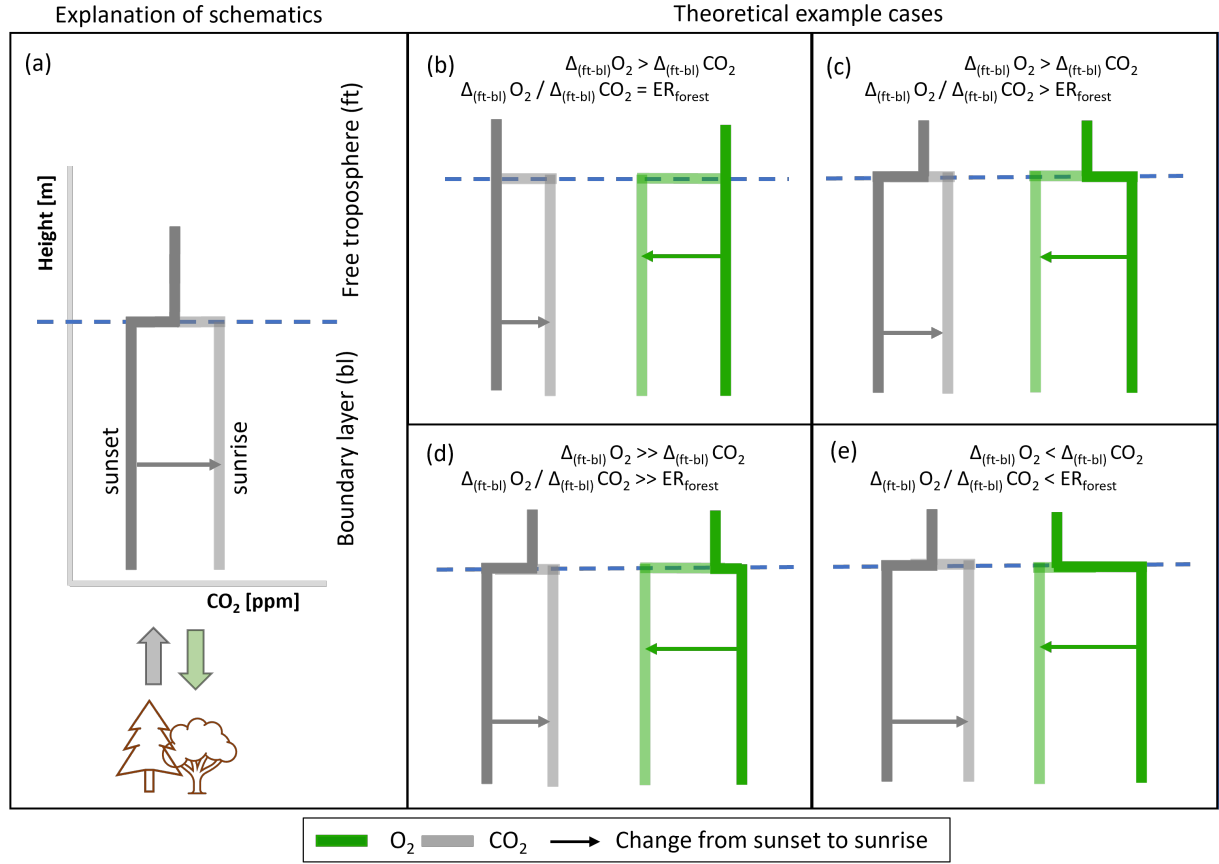 Explanation of schematics
Theoretical example cases
(a)
Height [m]
Free troposphere (ft)
Boundary layer (bl)
sunset
sunrise
CO₂ [ppm]
(b)
Δ(ft-bl)O₂ > Δ(ft-bl) CO₂
Δ(ft-bl) O₂ / Δ(ft-bl) CO₂ = ERforest
(c)
Δ(ft-bl) O₂ > Δ(ft-bl) CO₂
Δ(ft-bl) O₂ / Δ(ft-bl) CO₂ > ERforest
(d)
Δ(ft-bl) O₂ >> Δ(ft-bl) CO₂
Δ(ft-bl) O₂ / Δ(ft-bl) CO₂ >> ERforest
(e)
Δ(ft-bl) O₂ < Δ(ft-bl) CO₂
Δ(ft-bl) O₂ / Δ(ft-bl) CO₂ < ERforest
O₂ CO₂ Change from sunset to sunrise